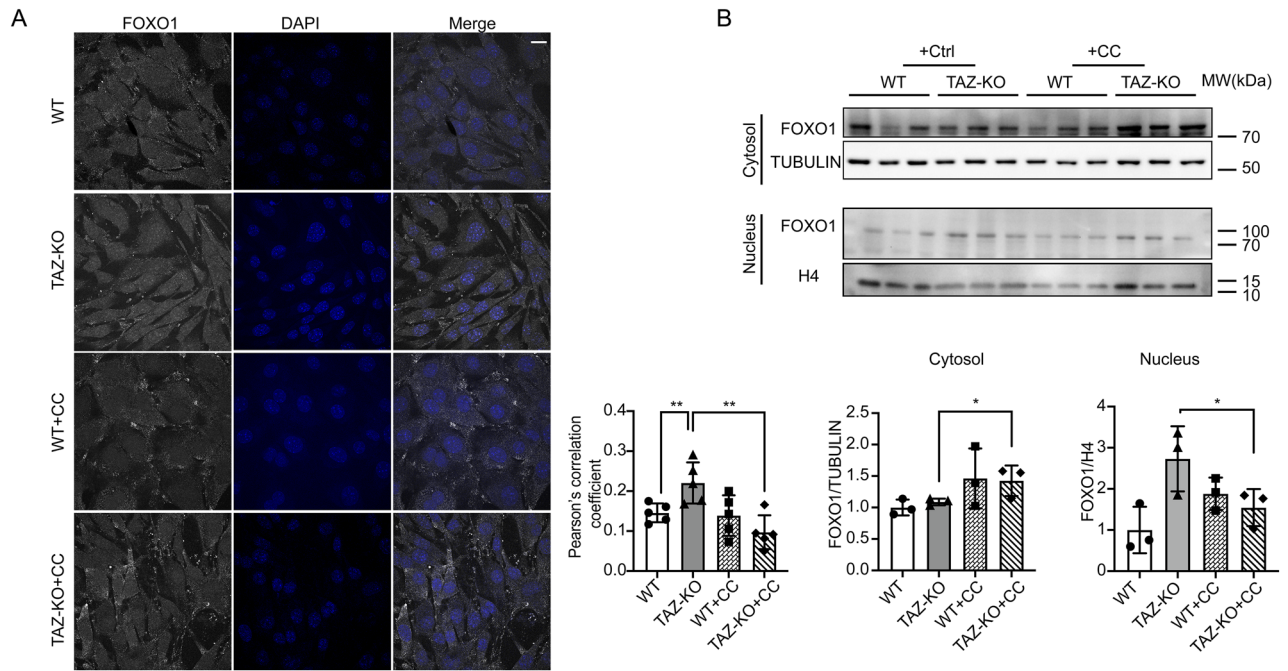 A
FOXO1 DAPI Merge
WT
TAZ-KO
WT+CC
TAZ-KO+CC
Pearson's correlation
coefficient
0.4
0.3
0.2
0.1
0.0
** **
WT TAZ-KO WT+CC TAZ-KO+CC
B
+Ctrl +CC
WT TAZ-KO WT TAZ-KO MW(kDa)
Cytosol
FOXO1
70
TUBULIN
50
Nucleus
FOXO1
100
70
H4
15
10
Cytosol
FOXO1/TUBULIN
2.5
2.0
1.5
1.0
0.5
0.0
*
WT TAZ-KO WT+CC TAZ-KO+CC
Nucleus
FOXO1/H4
4
3
2
1
0
*
WT TAZ-KO WT+CC TAZ-KO+CC